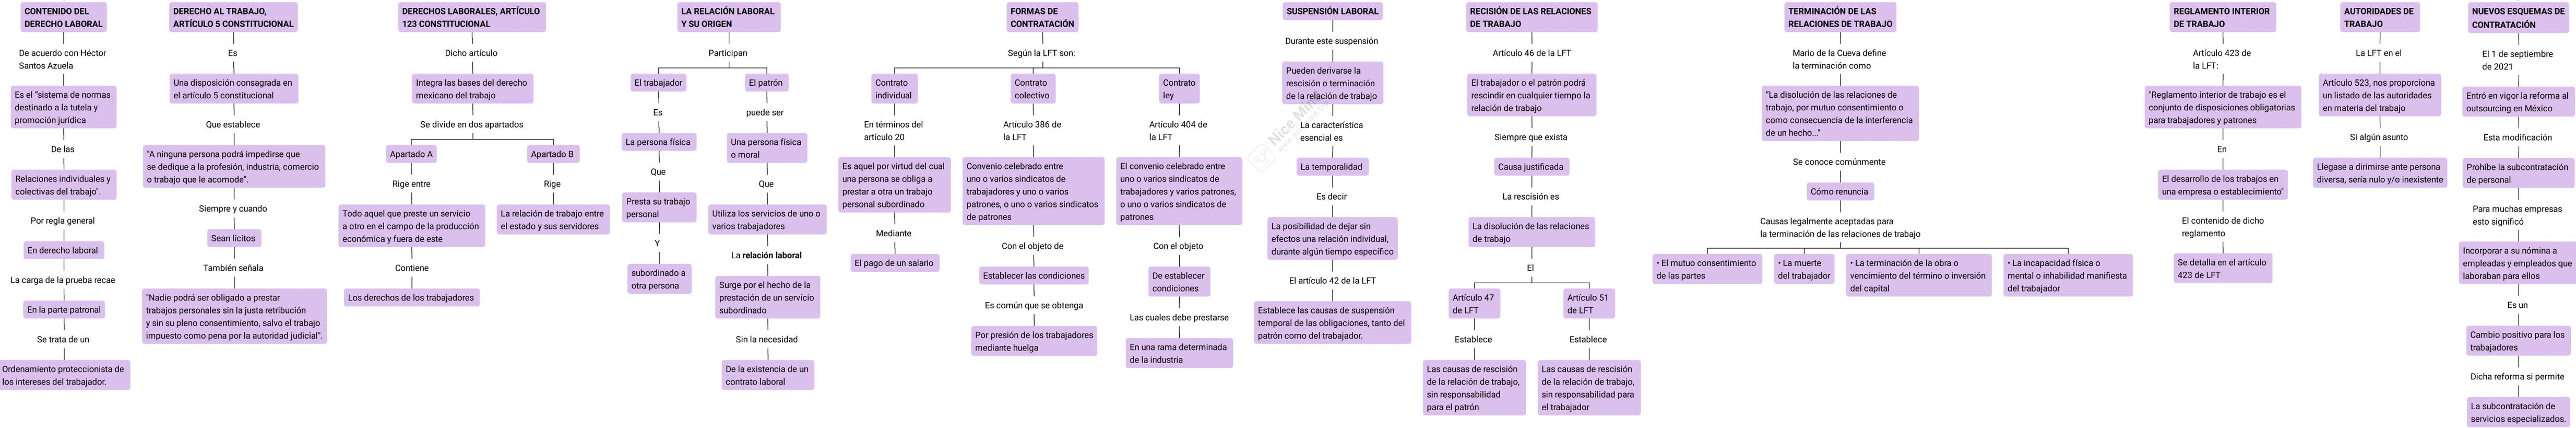 CONTENIDO DEL
DERECHO LABORAL
De acuerdo con Héctor
Santos Azuela
Es el "sistema de normas
destinado a la tutela y
promoción jurídica
De las
Relaciones individuales y
colectivas del trabajo".
Por regla general
En derecho laboral
La carga de la prueba recae
En la parte patronal
Se trata de un
Ordenamiento proteccionista de
los intereses del trabajador.
DERECHO AL TRABAJO,
ARTÍCULO 5 CONSTITUCIONAL
Es
Una disposición consagrada en
el artículo 5 constitucional
Que establece
"A ninguna persona podrá impedirse que
se dedique a la profesión, industria, comercio
o trabajo que le acomode".
Siempre y cuando
Sean lícitos
También señala
"Nadie podrá ser obligado a prestar
trabajos personales sin la justa retribución
y sin su pleno consentimiento, salvo el trabajo
impuesto como pena por la autoridad judicial".
DERECHOS LABORALES, ARTÍCULO
123 CONSTITUCIONAL
Dicho artículo
Integra las bases del derecho
mexicano del trabajo
Se divide en dos apartados
Apartado A
Rige entre
Todo aquel que preste un servicio
a otro en el campo de la producción
económica y fuera de este
Contiene
Los derechos de los trabajadores
Apartado B
Rige
La relación de trabajo entre
el estado y sus servidores
LA RELACIÓN LABORAL
Y SU ORIGEN
Participan
El trabajador
Es
La persona física
Que
Presta su trabajo
personal
Y
subordinado a
otra persona
El patrón
puede ser
Una persona física
o moral
Que
Utiliza los servicios de uno o
varios trabajadores
La relación laboral
Surge por el hecho de la
prestación de un servicio
subordinado
Sin la necesidad
De la existencia de un
contrato laboral
FORMAS DE
CONTRATACIÓN
Según la LFT son:
Contrato
individual
En términos del
artículo 20
Es aquel por virtud del cual
una persona se obliga a
prestar a otra un trabajo
personal subordinado
Mediante
El pago de un salario
Contrato
colectivo
Artículo 386 de
la LFT
Convenio celebrado entre
uno o varios sindicatos de
trabajadores y uno o varios
patrones, o uno o varios sindicatos
de patrones
Con el objeto de
Establecer las condiciones
Es común que se obtenga
Por presión de los trabajadores
mediante huelga
Contrato
ley
Artículo 404 de
la LFT
El convenio celebrado entre
uno o varios sindicatos de
trabajadores y varios patrones,
o uno o varios sindicatos de
patrones
Con el objeto
De establecer
condiciones
Las cuales debe prestarse
En una rama determinada
de la industria
SUSPENSIÓN LABORAL
Durante este suspensión
Pueden derivarse la
rescisión o terminación
de la relación de trabajo
La característica
esencial es
La temporalidad
Es decir
La posibilidad de dejar sin
efectos una relación individual,
durante algún tiempo específico
El artículo 42 de la LFT
Establece las causas de suspensión
temporal de las obligaciones, tanto del
patrón como del trabajador.
RECISIÓN DE LAS RELACIONES
DE TRABAJO
Artículo 46 de la LFT
El trabajador o el patrón podrá
rescindir en cualquier tiempo la
relación de trabajo
Siempre que exista
Causa justificada
La rescisión es
La disolución de las relaciones
de trabajo
El
Artículo 47
de LFT
Establece
Las causas de rescisión
de la relación de trabajo,
sin responsabilidad
para el patrón
Artículo 51
de LFT
Establece
Las causas de rescisión
de la relación de trabajo,
sin responsabilidad para
el trabajador
TERMINACIÓN DE LAS
RELACIONES DE TRABAJO
Mario de la Cueva define
la terminación como
"La disolución de las relaciones de
trabajo, por mutuo consentimiento o
como consecuencia de la interferencia
de un hecho..."
Se conoce comúnmente
Cómo renuncia
Causas legalmente aceptadas para
la terminación de las relaciones de trabajo
• El mutuo consentimiento
de las partes
• La muerte
del trabajador
• La terminación de la obra o
vencimiento del término o inversión
del capital
• La incapacidad física o
mental o inhabilidad manifiesta
del trabajador
REGLAMENTO INTERIOR
DE TRABAJO
Artículo 423 de
la LFT:
"Reglamento interior de trabajo es el
conjunto de disposiciones obligatorias
para trabajadores y patrones
En
El desarrollo de los trabajos en
una empresa o establecimiento"
El contenido de dicho
reglamento
Se detalla en el artículo
423 de LFT
AUTORIDADES DE
TRABAJO
La LFT en el
Artículo 523, nos proporciona
un listado de las autoridades
en materia del trabajo
Si algún asunto
Llegase a dirimirse ante persona
diversa, sería nulo y/o inexistente
NUEVOS ESQUEMAS DE
CONTRATACIÓN
El 1 de septiembre
de 2021
Entró en vigor la reforma al
outsourcing en México
Esta modificación
Prohíbe la subcontratación
de personal
Para muchas empresas
esto significó
Incorporar a su nómina a
empleadas y empleados que
laboraban para ellos
Es un
Cambio positivo para los
trabajadores
Dicha reforma si permite
La subcontratación de
servicios especializados.